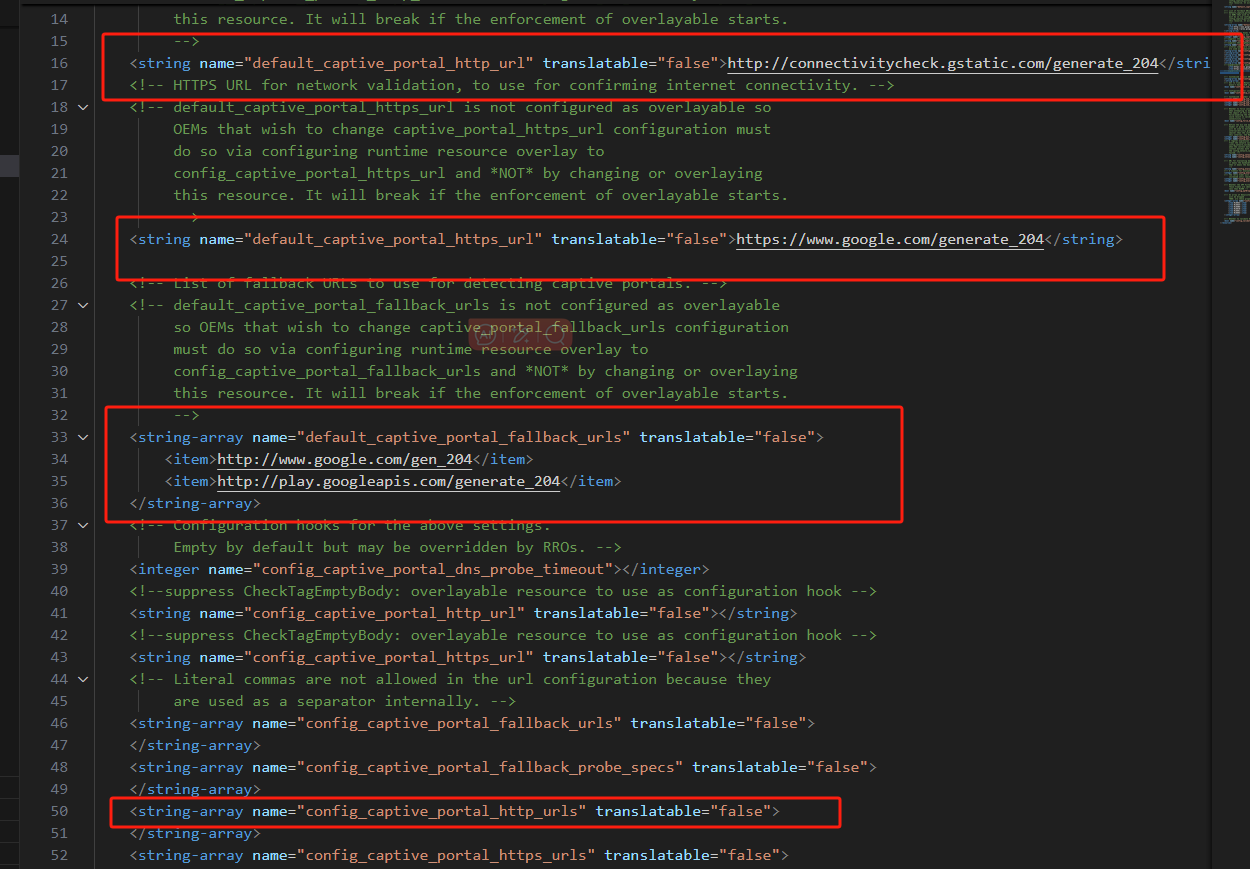 14 this resource. It will break if the enforcement of overlayable starts.
15 -->
16 <string name="default_captive_portal_http_url" translatable="false">http://connectivitycheck.gstatic.com/generate_204</stri
17 <!-- HTTPS URL for network validation, to use for confirming internet connectivity. -->
18 <!-- default_captive_portal_https_url is not configured as overlayable so
19 OEMs that wish to change captive_portal_https_url configuration must
20 do so via configuring runtime resource overlay to
21 config_captive_portal_https_url and *NOT* by changing or overlaying
22 this resource. It will break if the enforcement of overlayable starts.
23 >
24 <string name="default_captive_portal_https_url" translatable="false">https://www.google.com/generate_204</string>
25
26 <!-- List of fallback URLs to use for detecting captive portals. -->
27 <!-- default_captive_portal_fallback_urls is not configured as overlayable
28 so OEMs that wish to change captive_portal_fallback_urls configuration
29 must do so via configuring runtime resource overlay to
30 config_captive_portal_fallback_urls and *NOT* by changing or overlaying
31 this resource. It will break if the enforcement of overlayable starts.
32 -->
33 <string-array name="default_captive_portal_fallback_urls" translatable="false">
34 <item>http://www.google.com/gen_204</item>
35 <item>http://play.googleapis.com/generate_204</item>
36 </string-array>
37 <!-- Configuration hooks for the above settings.
38 Empty by default but may be overridden by RROs. -->
39 <integer name="config_captive_portal_dns_probe_timeout"></integer>
40 <!--suppress CheckTagEmptyBody: overlayable resource to use as configuration hook -->
41 <string name="config_captive_portal_http_url" translatable="false"></string>
42 <!--suppress CheckTagEmptyBody: overlayable resource to use as configuration hook -->
43 <string name="config_captive_portal_https_url" translatable="false"></string>
44 <!-- Literal commas are not allowed in the url configuration because they
45 are used as a separator internally. -->
46 <string-array name="config_captive_portal_fallback_urls" translatable="false">
47 </string-array>
48 <string-array name="config_captive_portal_fallback_probe_specs" translatable="false">
49 </string-array>
50 <string-array name="config_captive_portal_http_urls" translatable="false">
51 </string-array>
52 <string-array name="config_captive_portal_https_urls" translatable="false">